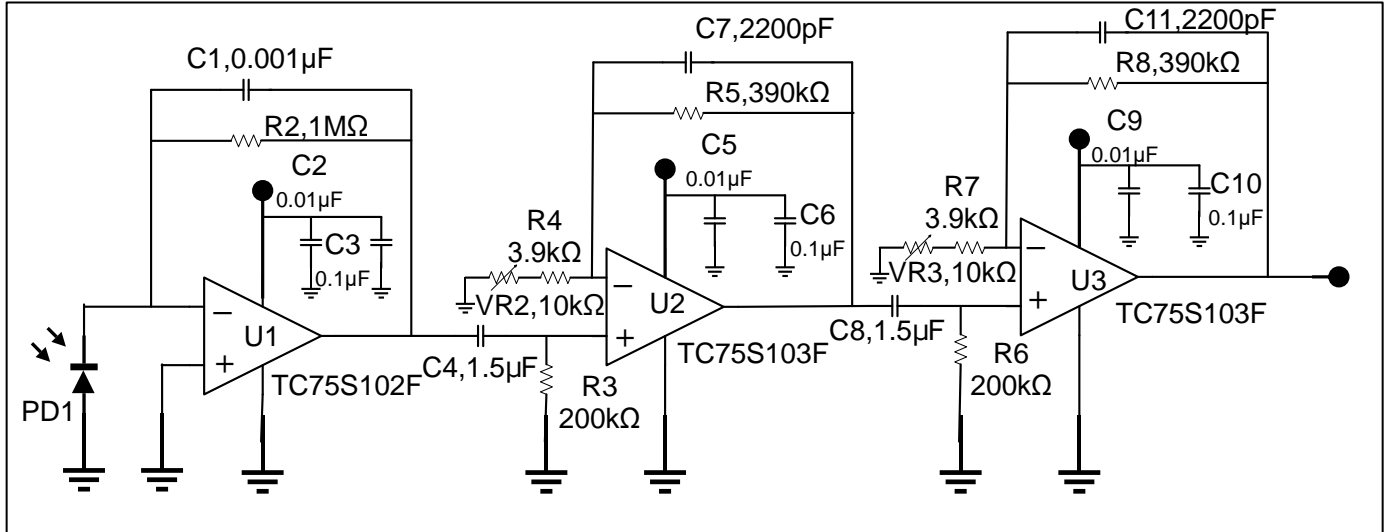 C1,0.001µF
R2,1MΩ
C2
0.01µF
C3
0.1µF
U1
TC75S102F
PD1
C7,2200pF
R5,390kΩ
C5
0.01µF
C6
0.1µF
R4
3.9kΩ
VR2,10kΩ
U2
TC75S103F
C4,1.5µF
R3
200kΩ
C11,2200pF
R8,390kΩ
C9
0.01µF
C10
0.1µF
R7
3.9kΩ
VR3,10kΩ
U3
TC75S103F
C8,1.5µF
R6
200kΩ